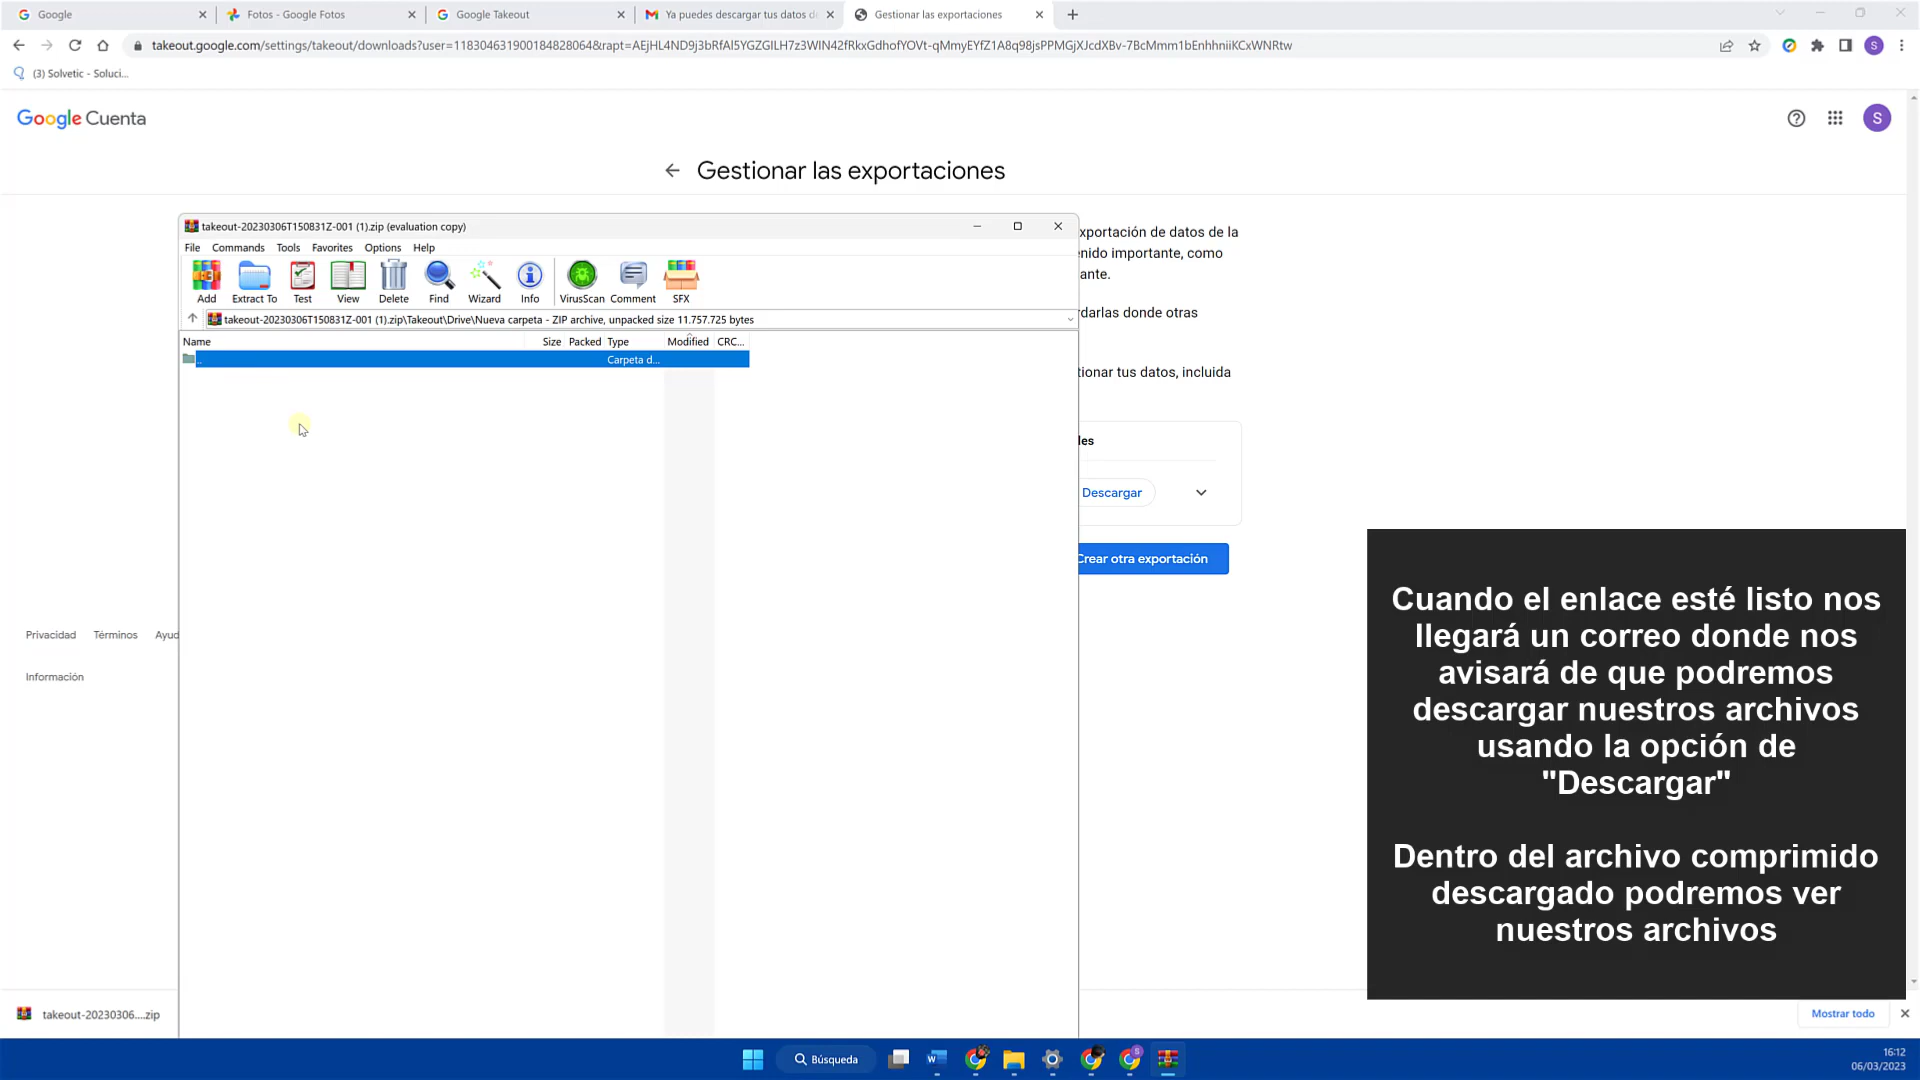 Google
Fotos - Google Fotos
Google Takeout
Ya puedes descargar tus datos d
Gestionar las exportaciones
takeout.google.com/settings/takeout/downloads?user=118304631900184828064&rapt=AEjHL4ND9j3bRfAl5YGZGILH7z3WIN42fRkxGdhofYOVt-qMmyEYfZ1A8q98jsPPMGjXJcdXBv-7BcMmm1bEnhhniiKCxWNRtw
(3) Solvetic - Soluci...
Google Cuenta
S
Gestionar las exportaciones
takeout-20230306T150831Z-001 (1).zip (evaluation copy)
File Commands Tools Favorites Options Help
Add Extract To Test View Delete Find Wizard Info VirusScan Comment SFX
takeout-20230306T150831Z-001 (1).zip\Takeout\Drive\Nueva carpeta - ZIP archive, unpacked size 11.757.725 bytes
Name Size Packed Type Modified CRC...
.. Carpeta d...
xportación de datos de la
enido importante, como
ante.
rdarlas donde otras
tionar tus datos, incluida
les
Descargar
Crear otra exportación
Privacidad Términos Ayud
Información
Cuando el enlace esté listo nos
llegará un correo donde nos
avisará de que podremos
descargar nuestros archivos
usando la opción de
"Descargar"
Dentro del archivo comprimido
descargado podremos ver
nuestros archivos
takeout-20230306....zip
Mostrar todo
Búsqueda
16:12
06/03/2023